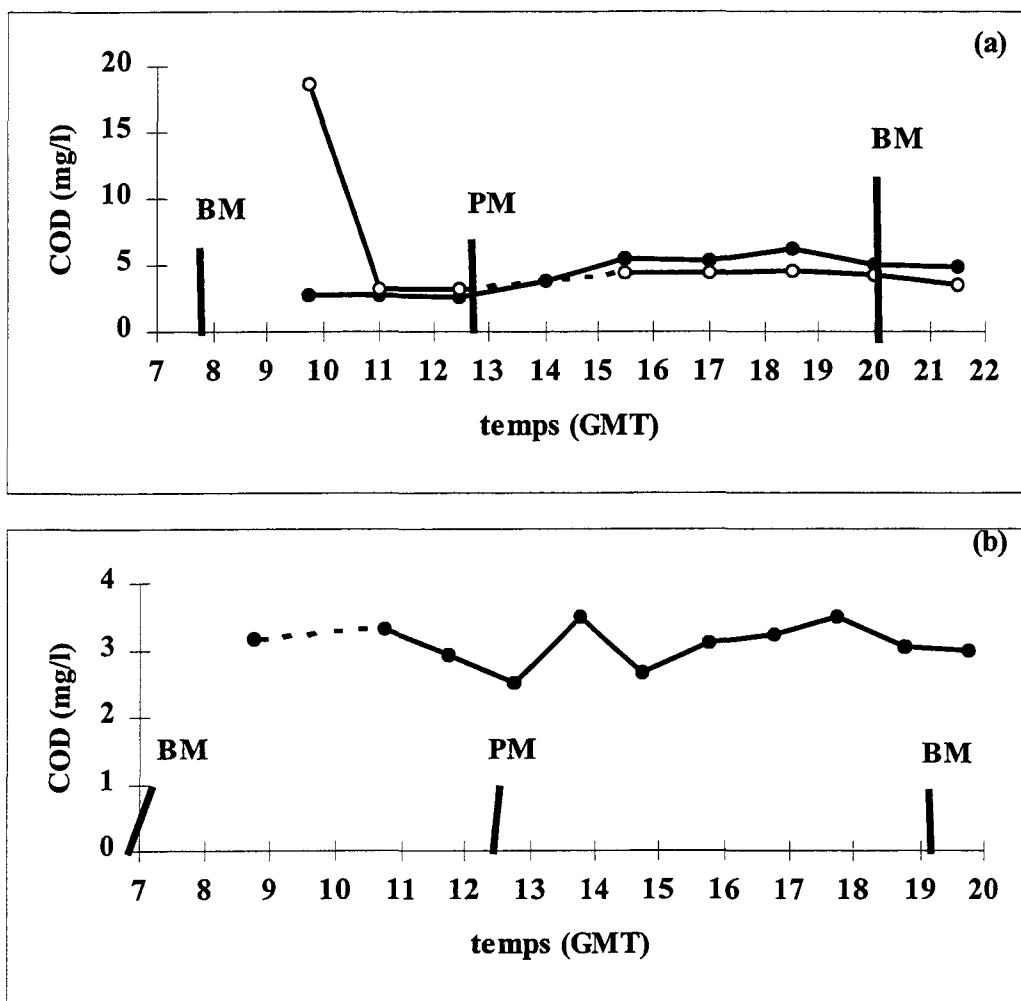 (a)
20
15
10
5
0
COD (mg/l)
BM
PM
BM
7 8 9 10 11 12 13 14 15 17 18 19 20 21 22
temps (GMT)
(b)
4
3
2
1
0
COD (mg/l)
BM
PM
BM
7 8 9 10 11 12 13 14 15 16 17 18 19 20
temps (GMT)